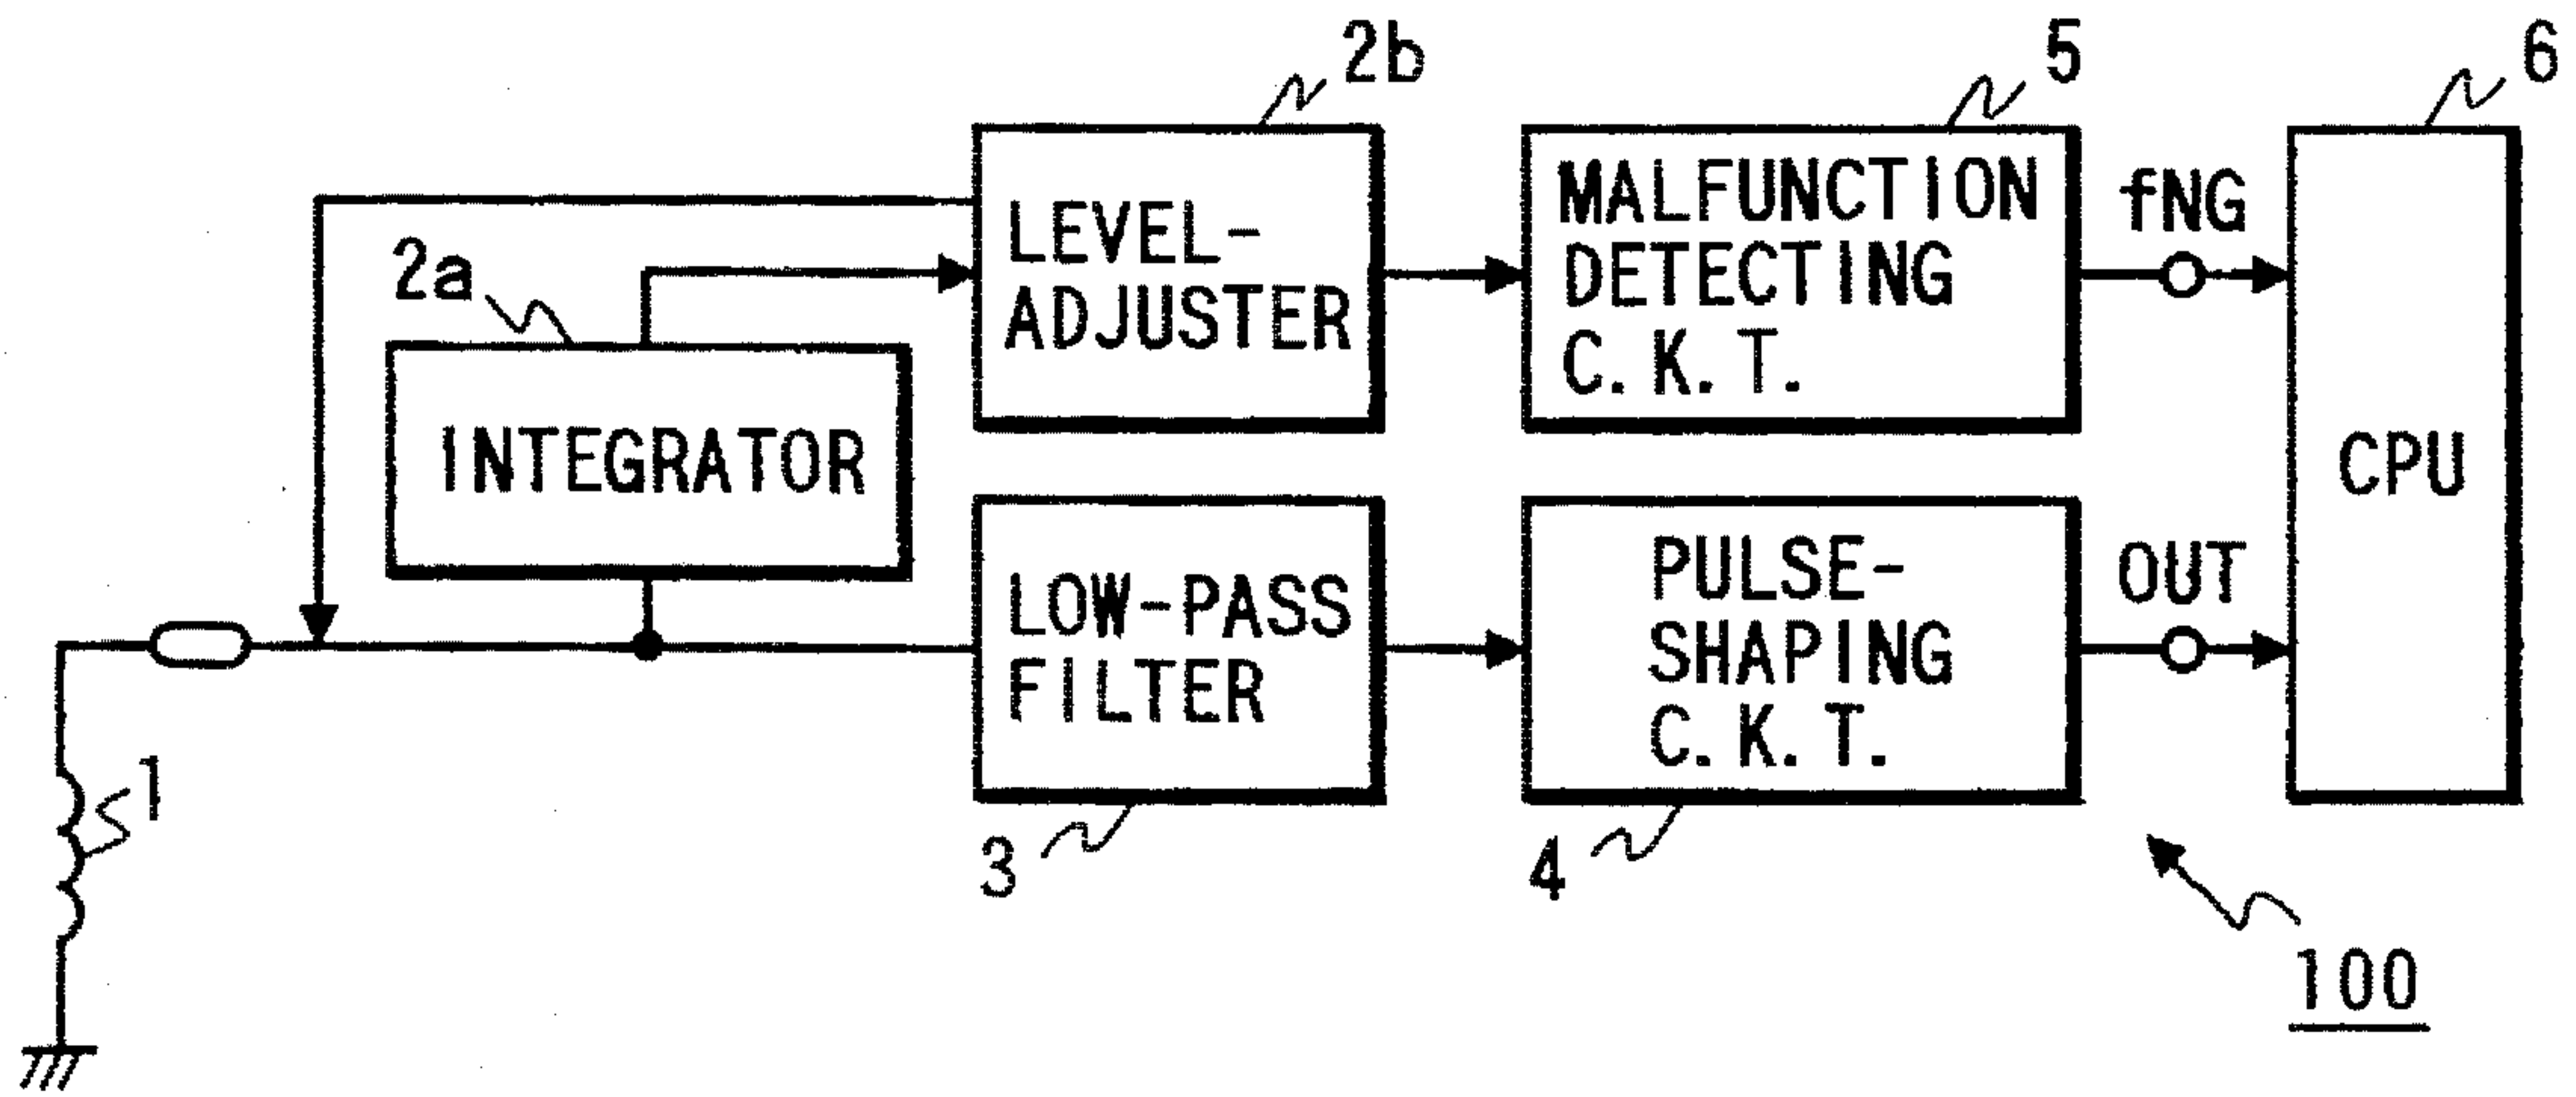 2b
5
6
LEVEL-
ADJUSTER
MALFUNCTION
DETECTING
C.K.T.
fNG
2a
INTEGRATOR
CPU
LOW-PASS
FILTER
PULSE-
SHAPING
C.K.T.
OUT
1
3
4
100